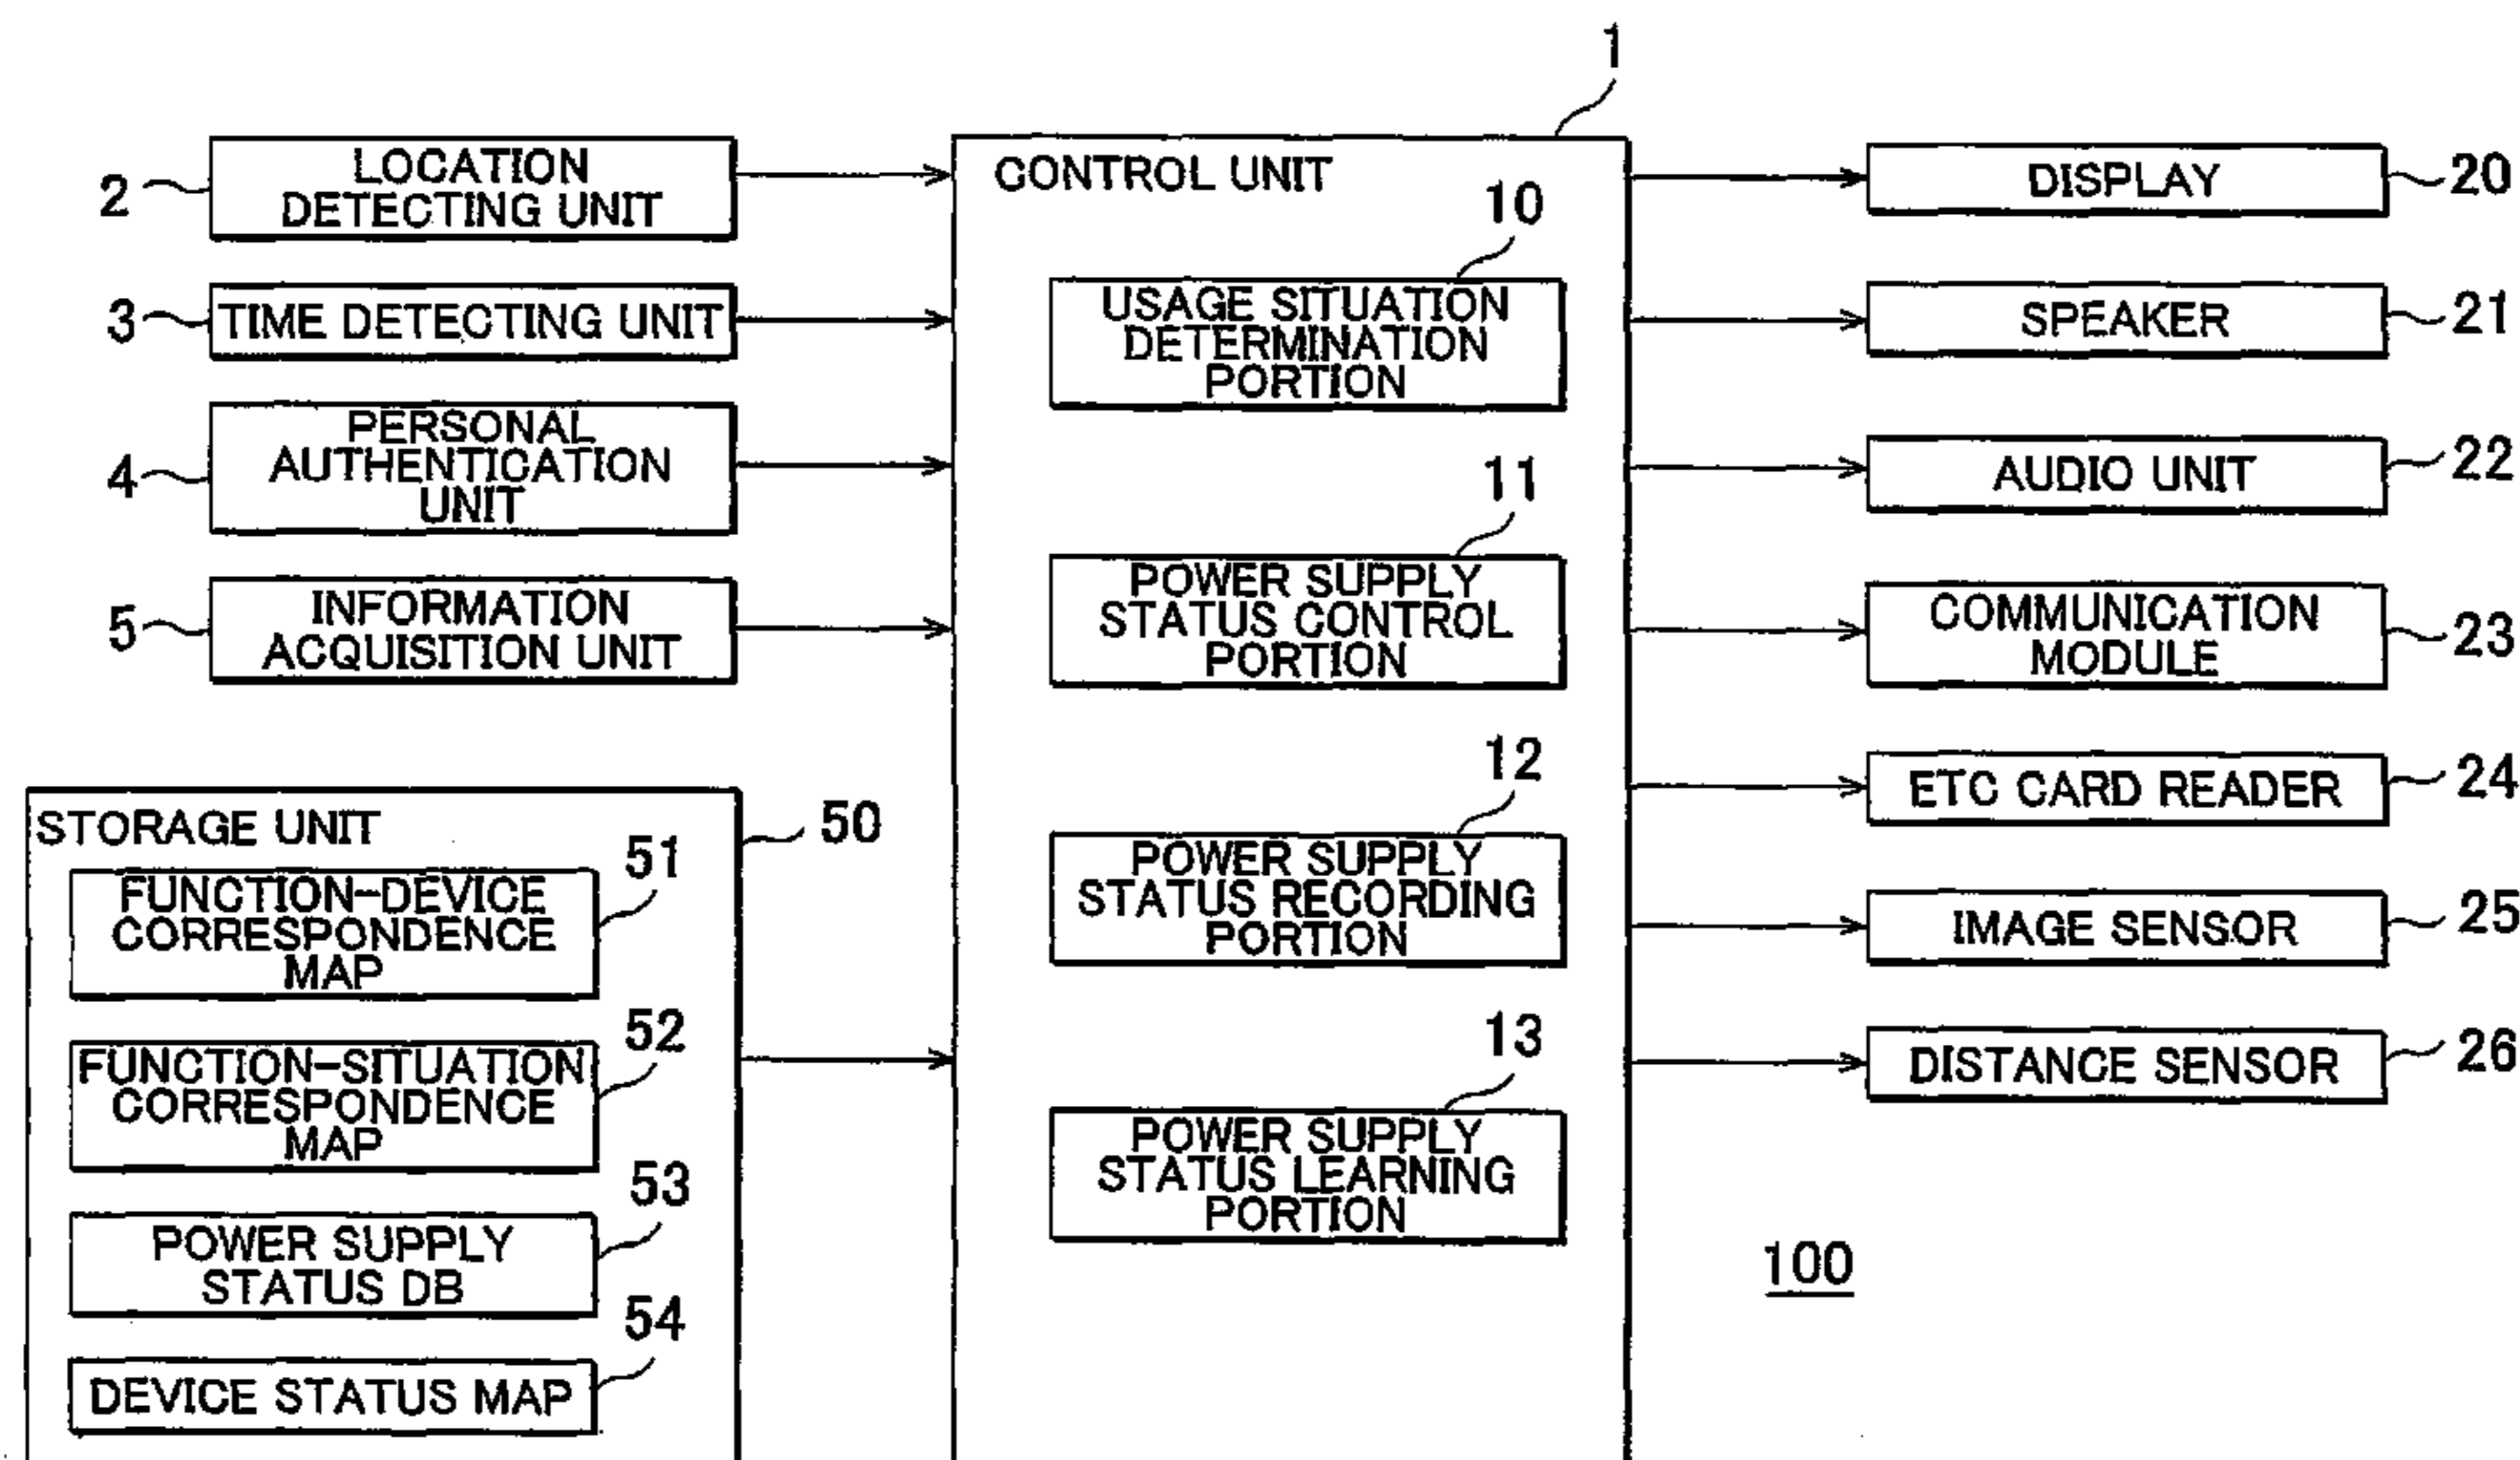 1
2
LOCATION
DETECTING UNIT
3
TIME DETECTING UNIT
4
PERSONAL
AUTHENTICATION
UNIT
5
INFORMATION
ACQUISITION UNIT
STORAGE UNIT
50
51
FUNCTION-DEVICE
CORRESPONDENCE
MAP
52
FUNCTION-SITUATION
CORRESPONDENCE
MAP
53
POWER SUPPLY
STATUS DB
54
DEVICE STATUS MAP
CONTROL UNIT
10
USAGE SITUATION
DETERMINATION
PORTION
11
POWER SUPPLY
STATUS CONTROL
PORTION
12
POWER SUPPLY
STATUS RECORDING
PORTION
13
POWER SUPPLY
STATUS LEARNING
PORTION
DISPLAY
20
SPEAKER
21
AUDIO UNIT
22
COMMUNICATION
MODULE
23
ETC CARD READER
24
IMAGE SENSOR
25
DISTANCE SENSOR
26
100